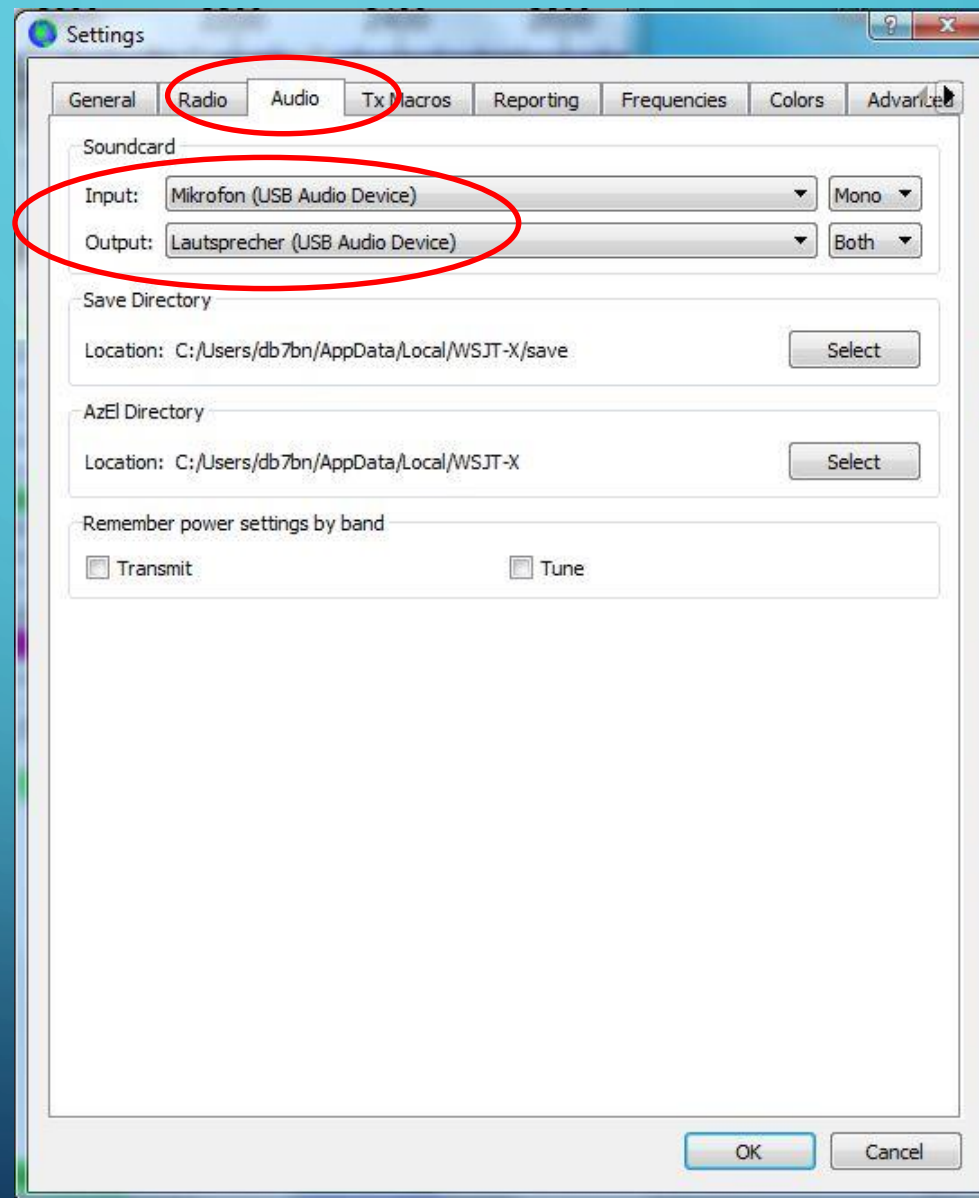 Settings
General Radio Audio Tx Macros Reporting Frequencies Colors Advanced
Soundcard
Input: Mikrofon (USB Audio Device) Mono
Output: Lautsprecher (USB Audio Device) Both
Save Directory
Location: C:/Users/db7bn/AppData/Local/WSJT-X/save Select
AzEl Directory
Location: C:/Users/db7bn/AppData/Local/WSJT-X Select
Remember power settings by band
Transmit Tune
OK Cancel